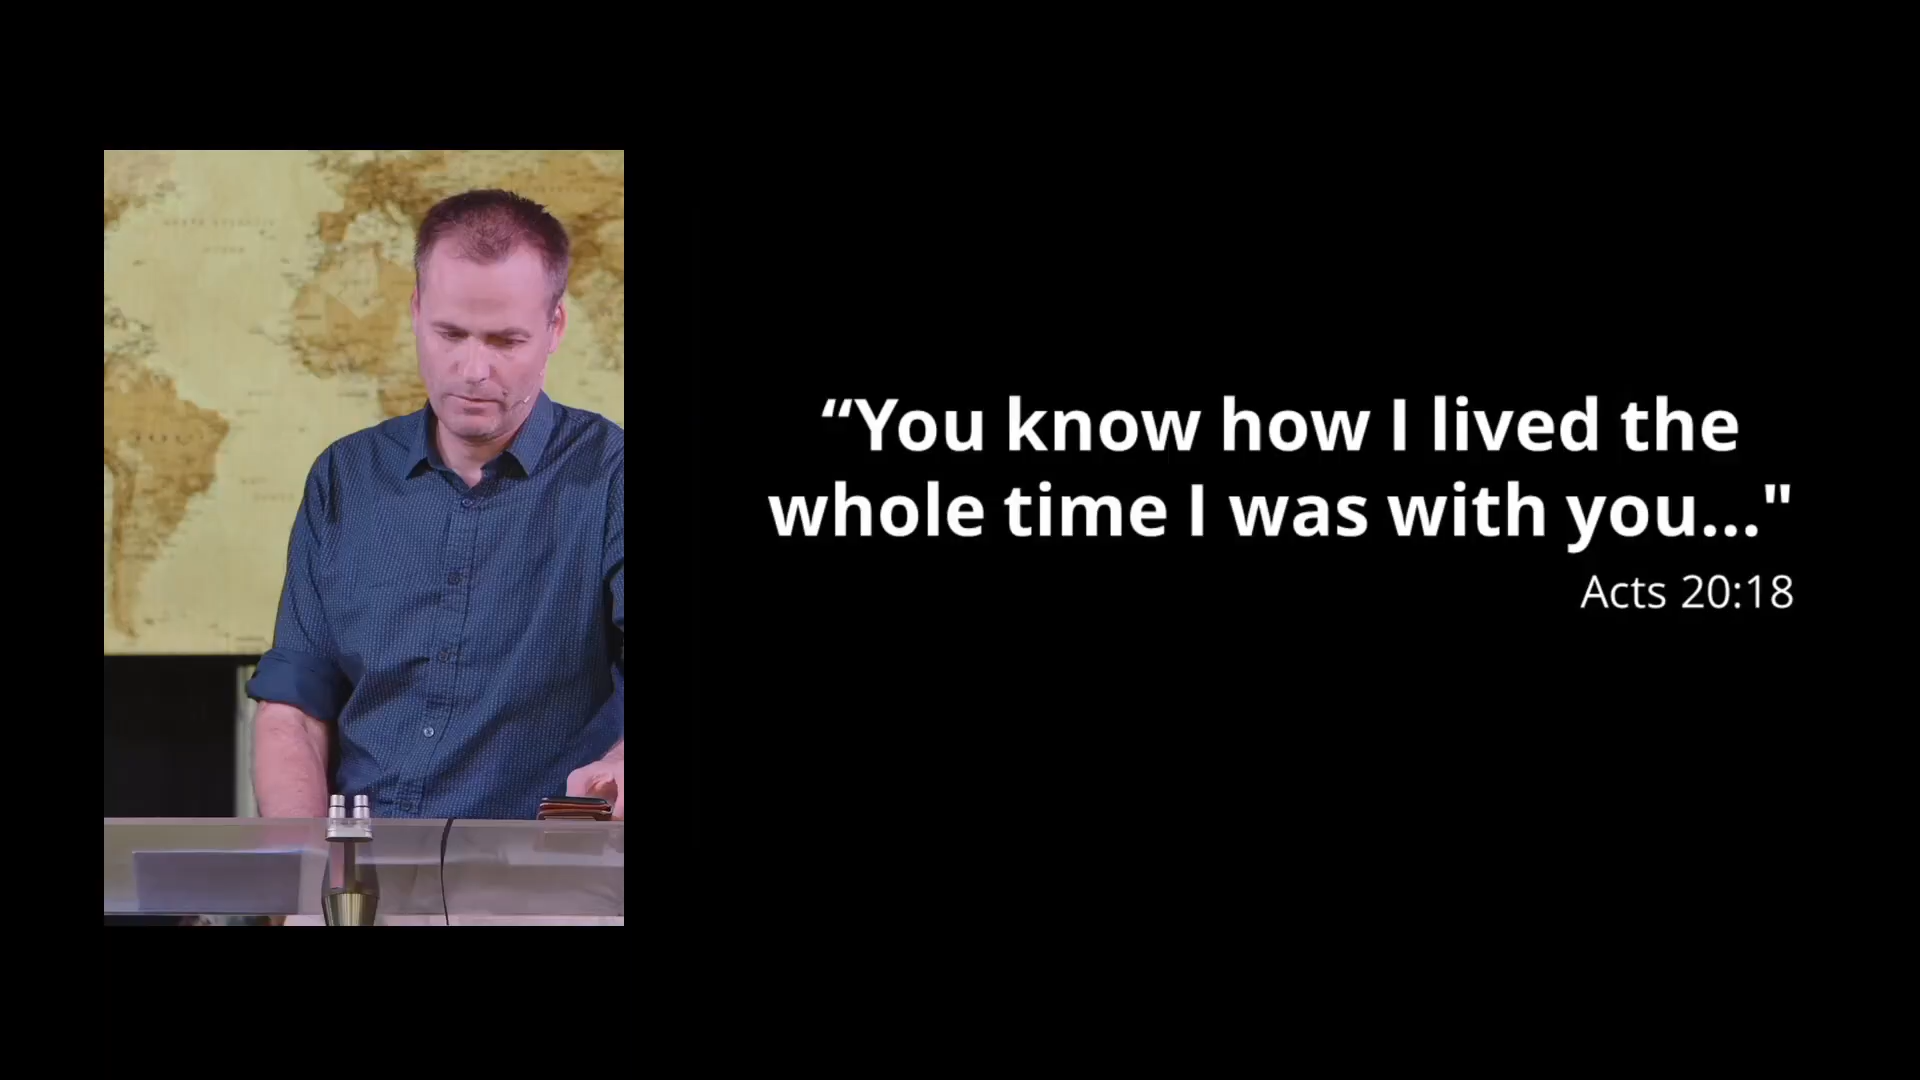 “You know how I lived the
whole time I was with you..."
Acts 20:18